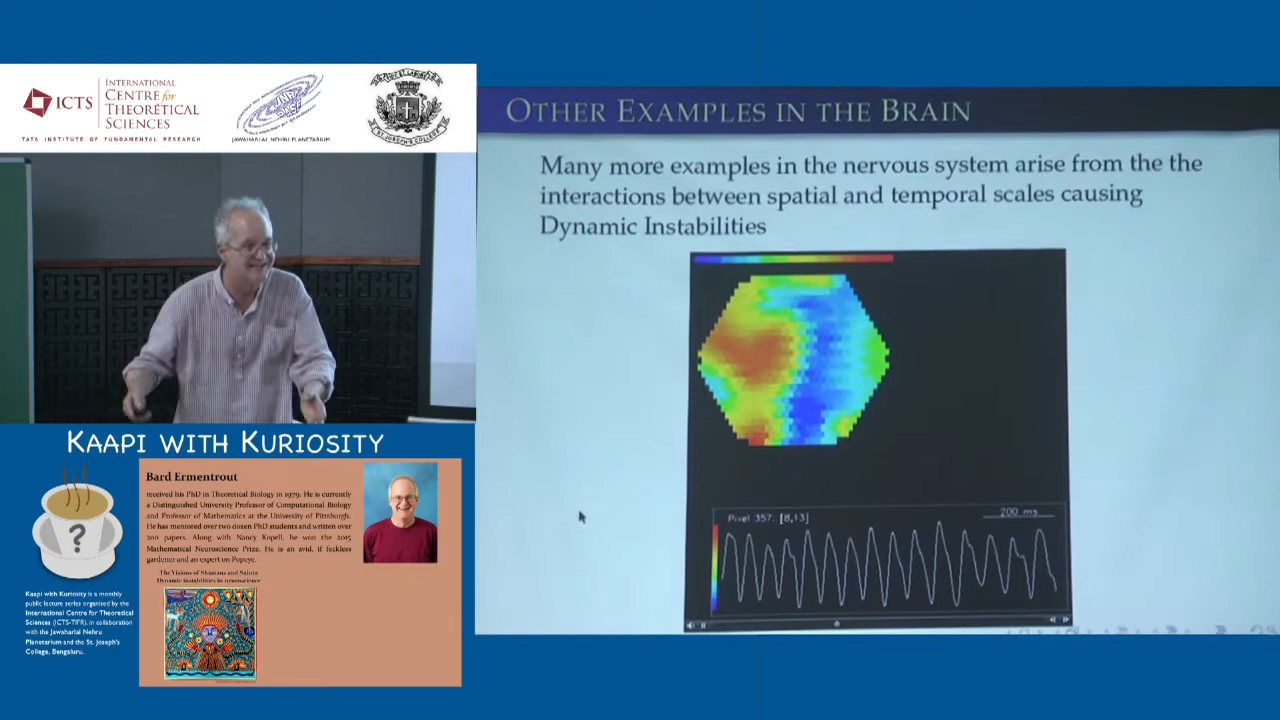 ICTS
INTERNATIONAL
CENTRE for
THEORETICAL
SCIENCES
TATA INSTITUTE OF FUNDAMENTAL RESEARCH
JAWAHARLAL NEHRU PLANETARIUM
OTHER EXAMPLES IN THE BRAIN
Many more examples in the nervous system arise from the the
interactions between spatial and temporal scales causing
Dynamic Instabilities
Pixel 357. [8,13]
200 ms
KAAPI WITH KURIOSITY
?
Kaapi with Kuriosity is a monthly
public lecture series organised by the
International Centre for Theoretical
Sciences (ICTS-TIFR), in collaboration
with the Jawaharlal Nehru
Planetarium and the St. Joseph's
College, Bengaluru.
Bard Ermentrout
received his PhD in Theoretical Biology in 1979. He is currently
a Distinguished University Professor of Computational Biology
and Professor of Mathematics at the University of Pittsburgh.
He has mentored over two dozen PhD students and written over
200 papers. Along with Nancy Kopell, he won the 2015
Mathematical Neuroscience Prize. He is an avid, if feckless
gardener and an expert on Popeye.
The Visions of Shamans and Saints
Dynamic instabilities in neuroscience